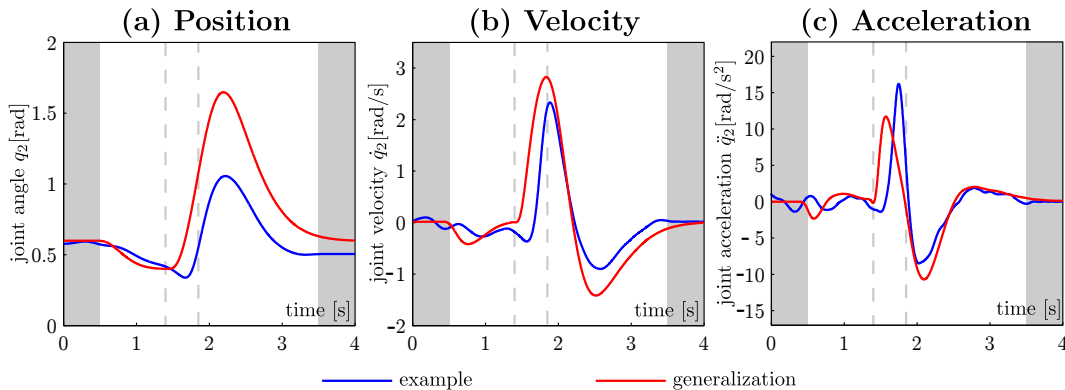 (a) Position
joint angle q₂[rad]
2
1.5
1
0.5
0
0 1 2 3 4
time [s]
(b) Velocity
joint velocity q̇₂[rad/s]
3
2
1
0
-1
-2
0 1 2 3 4
time [s]
(c) Acceleration
joint acceleration q̈₂[rad/s²]
20
15
10
5
0
-5
-10
-15
0 1 2 3 4
time [s]
example
generalization